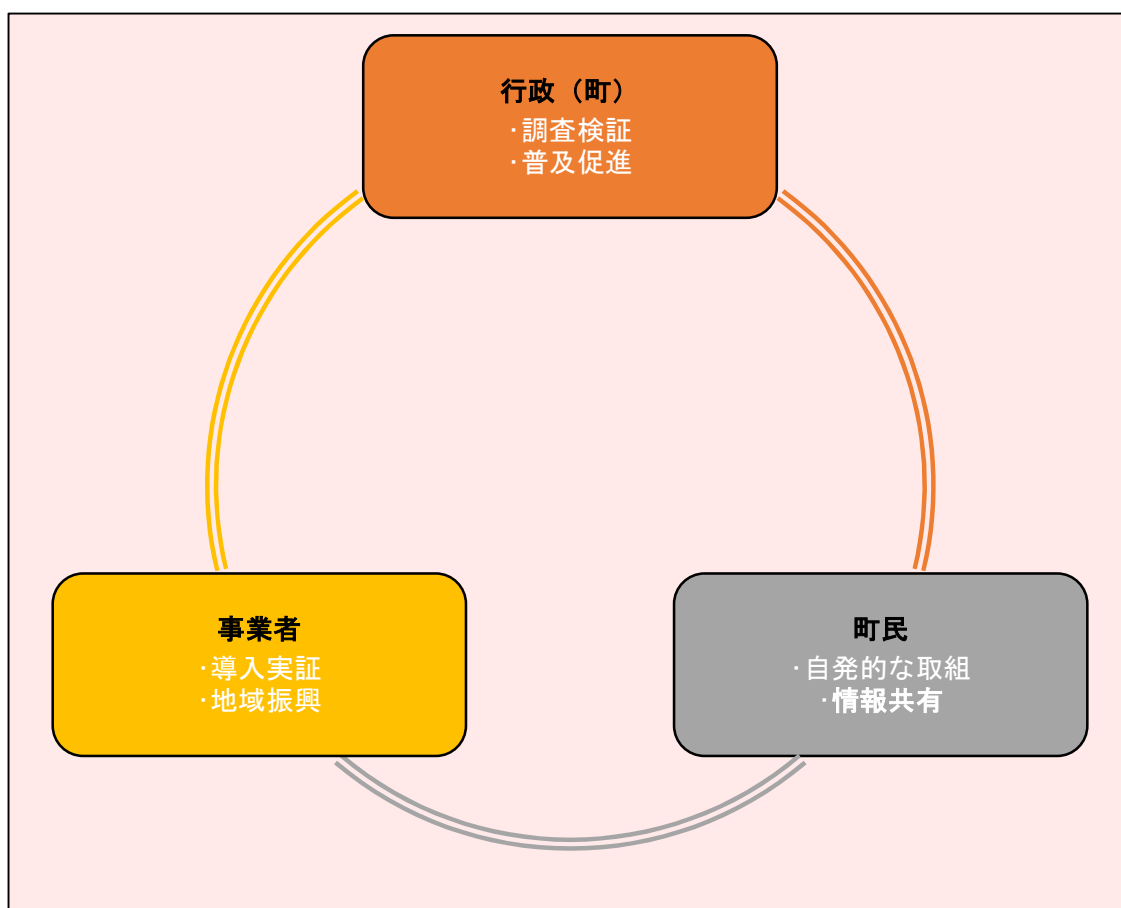 行政（町）
・調査検証
・普及促進
事業者
・導入実証
・地域振興
町民
・自発的な取組
・情報共有